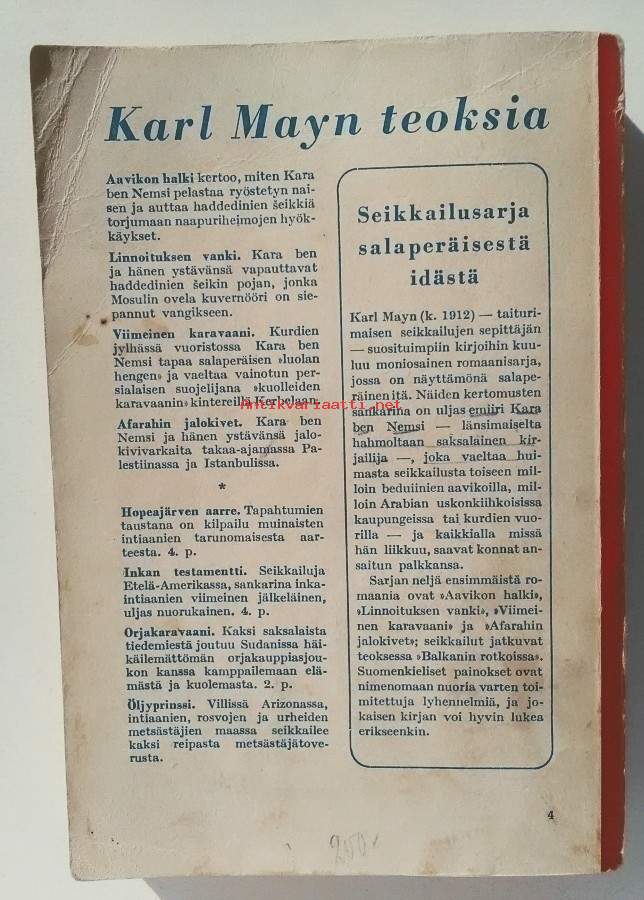 Karl Mayn teoksia
Aavikon halki kertoo, miten Kara
ben Nemsi pelastaa ryöstetyn nai-
sen ja auttaa haddedinien šeikkiä
torjumaan naapuriheimojen hyök-
käykset.
Linnoituksen vanki. Kara ben
ja hänen ystävänsä vapauttavat
haddedinien šeikin pojan, jonka
Mosulin ovela kuvernööri on sie-
pannut vangikseen.
Viimeinen karavaani. Kurdien
jylhässä vuoristossa Kara ben
Nemsi tapaa salaperäisen »luolan
hengen» ja vaeltaa vainotun per-
sialaisen suojelijana »kuolleiden
karavaanin» kintereillä Kerbelaan.
Afarahin jalokivet. Kara ben
Nemsi ja hänen ystävänsä jalo-
kivivarkaita takaa-ajamassa Pa-
lestiinassa ja Istanbulissa.
*
Hopeajärven aarre. Tapahtumien
taustana on kilpailu muinaisten
intiaanien tarunomaisesta aar-
teesta. 4. p.
Inkan testamentti. Seikkailuja
Etelä-Amerikassa, sankarina inka-
intiaanien viimeinen jälkeläinen,
uljas nuorukainen. 4. p.
Orjakaravaani. Kaksi saksalaista
tiedemiestä joutuu Sudanissa häi-
käilemättömän orjakauppiasjou-
kon kanssa kamppailemaan elä-
mästä ja kuolemasta. 2. p.
Öljyprinssi. Villissä Arizonassa,
intiaanien, rosvojen ja urheiden
metsästäjien maassa seikkailee
kaksi reipasta metsästäjätove-
rusta.
Seikkailusarja
salaperäisestä
idästä
Karl Mayn (k. 1912) — taituri-
maisen seikkailujen sepittäjän
— suosituimpiin kirjoihin kuu-
luu moniosainen romaanisarja,
jossa on näyttämönä salape-
räinen itä. Näiden kertomusten
sankarina on uljas emiiri Kara
ben Nemsi — länsimaiselta
hahmoltaan saksalainen kir-
jailija —, joka vaeltaa hui-
masta seikkailusta toiseen mil-
loin beduiinien aavikoilla, mil-
loin Arabian uskonkiihkoisissa
kaupungeissa tai kurdien vuo-
rilla — ja kaikkialla missä
hän liikkuu, saavat konnat an-
saitun palkkansa.
Sarjan neljä ensimmäistä ro-
maania ovat »Aavikon halki»,
»Linnoituksen vanki», »Viimei-
nen karavaani» ja »Afarahin
jalokivet»; seikkailut jatkuvat
teoksessa »Balkanin rotkoissa».
Suomenkieliset painokset ovat
nimenomaan nuoria varten toi-
mitettuja lyhennelmiä, ja jo-
kaisen kirjan voi hyvin lukea
erikseenkin.
Antikvariaatti.net
4
200